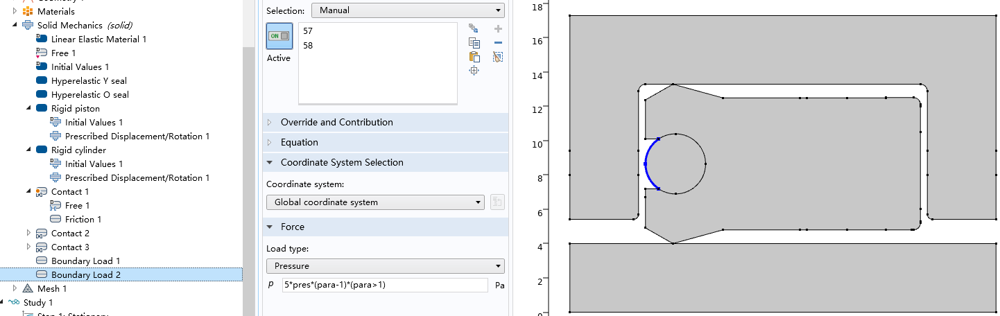 Materials
Solid Mechanics (solid)
Linear Elastic Material 1
Free 1
Initial Values 1
Hyperelastic Y seal
Hyperelastic O seal
Rigid piston
Initial Values 1
Prescribed Displacement/Rotation 1
Rigid cylinder
Initial Values 1
Prescribed Displacement/Rotation 1
Contact 1
Free 1
Friction 1
Contact 2
Contact 3
Boundary Load 1
Boundary Load 2
Mesh 1
Study 1
Step 1: Stationary
Selection:
Manual
ON
Active
57
58
Override and Contribution
Equation
Coordinate System Selection
Coordinate system:
Global coordinate system
Force
Load type:
Pressure
p
5*pres*(para-1)*(para>1)
Pa
18
16
14
12
10
8
6
4
2
0